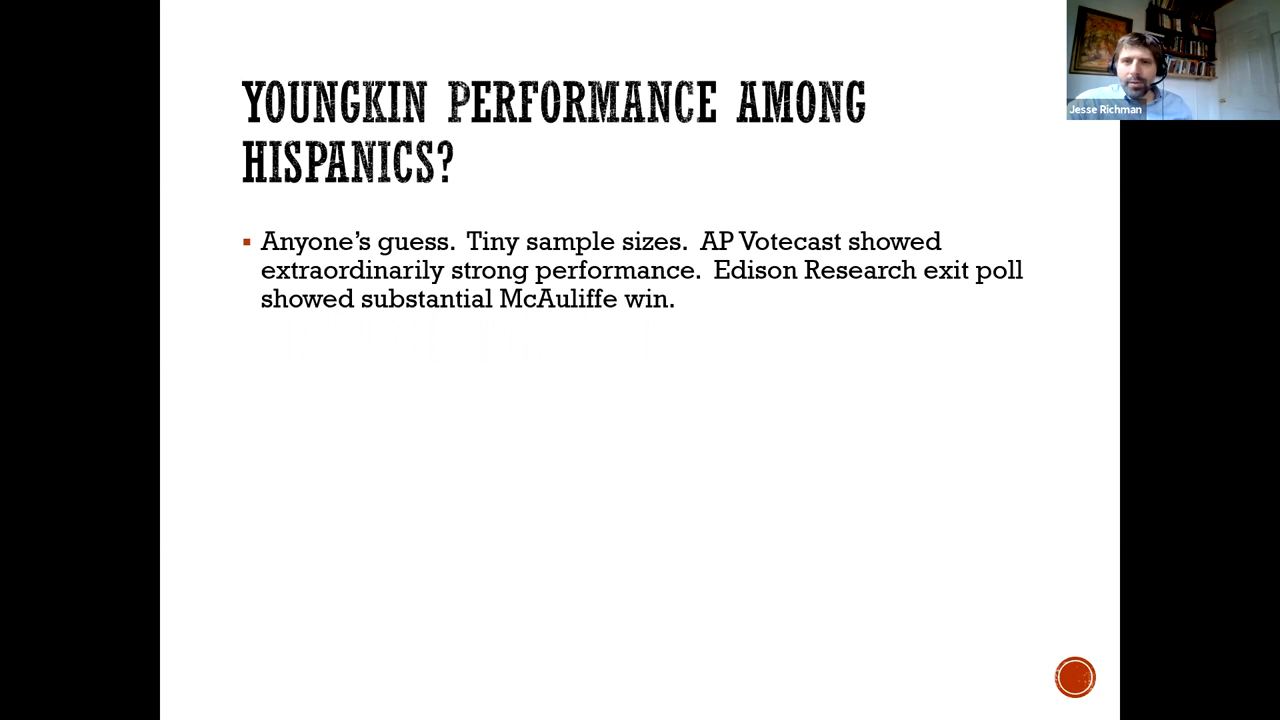 YOUNGKIN PERFORMANCE AMONG
HISPANICS?
Anyone's guess. Tiny sample sizes. AP Votecast showed
extraordinarily strong performance. Edison Research exit poll
showed substantial McAuliffe win.
Jesse Richman